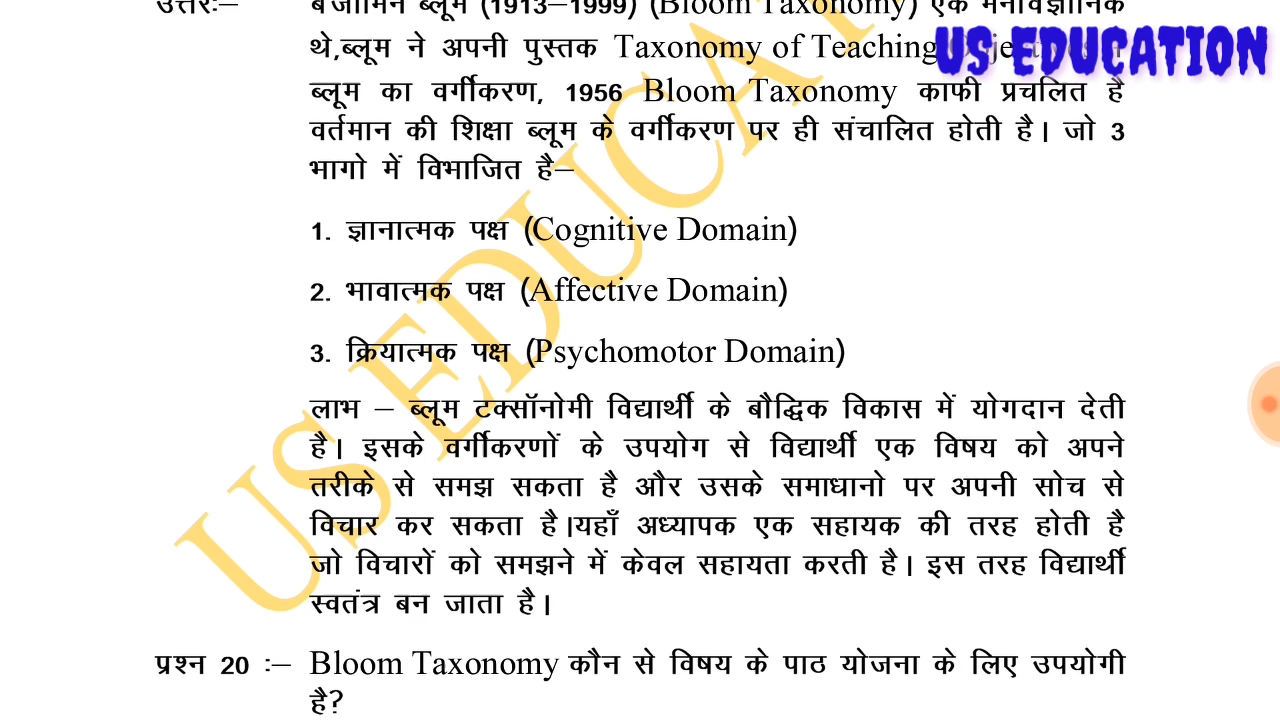 उत्तरः– बेंजामिन ब्लूम (1913–1999) (Bloom Taxonomy) एक मनोवैज्ञानिक
थे,ब्लूम ने अपनी पुस्तक Taxonomy of Teaching
US EDUCATION
ब्लूम का वर्गीकरण, 1956 Bloom Taxonomy काफी प्रचलित है
वर्तमान की शिक्षा ब्लूम के वर्गीकरण पर ही संचालित होती है। जो 3
भागो में विभाजित है–
1. ज्ञानात्मक पक्ष (Cognitive Domain)
2. भावात्मक पक्ष (Affective Domain)
3. क्रियात्मक पक्ष (Psychomotor Domain)
लाभ – ब्लूम टक्सॉनोमी विद्यार्थी के बौद्धिक विकास में योगदान देती
है। इसके वर्गीकरणों के उपयोग से विद्यार्थी एक विषय को अपने
तरीके से समझ सकता है और उसके समाधानो पर अपनी सोच से
विचार कर सकता है।यहाँ अध्यापक एक सहायक की तरह होती है
जो विचारों को समझने में केवल सहायता करती है। इस तरह विद्यार्थी
स्वतंत्र बन जाता है।
प्रश्न 20 :– Bloom Taxonomy कौन से विषय के पाठ योजना के लिए उपयोगी
है?
US EDUCAT